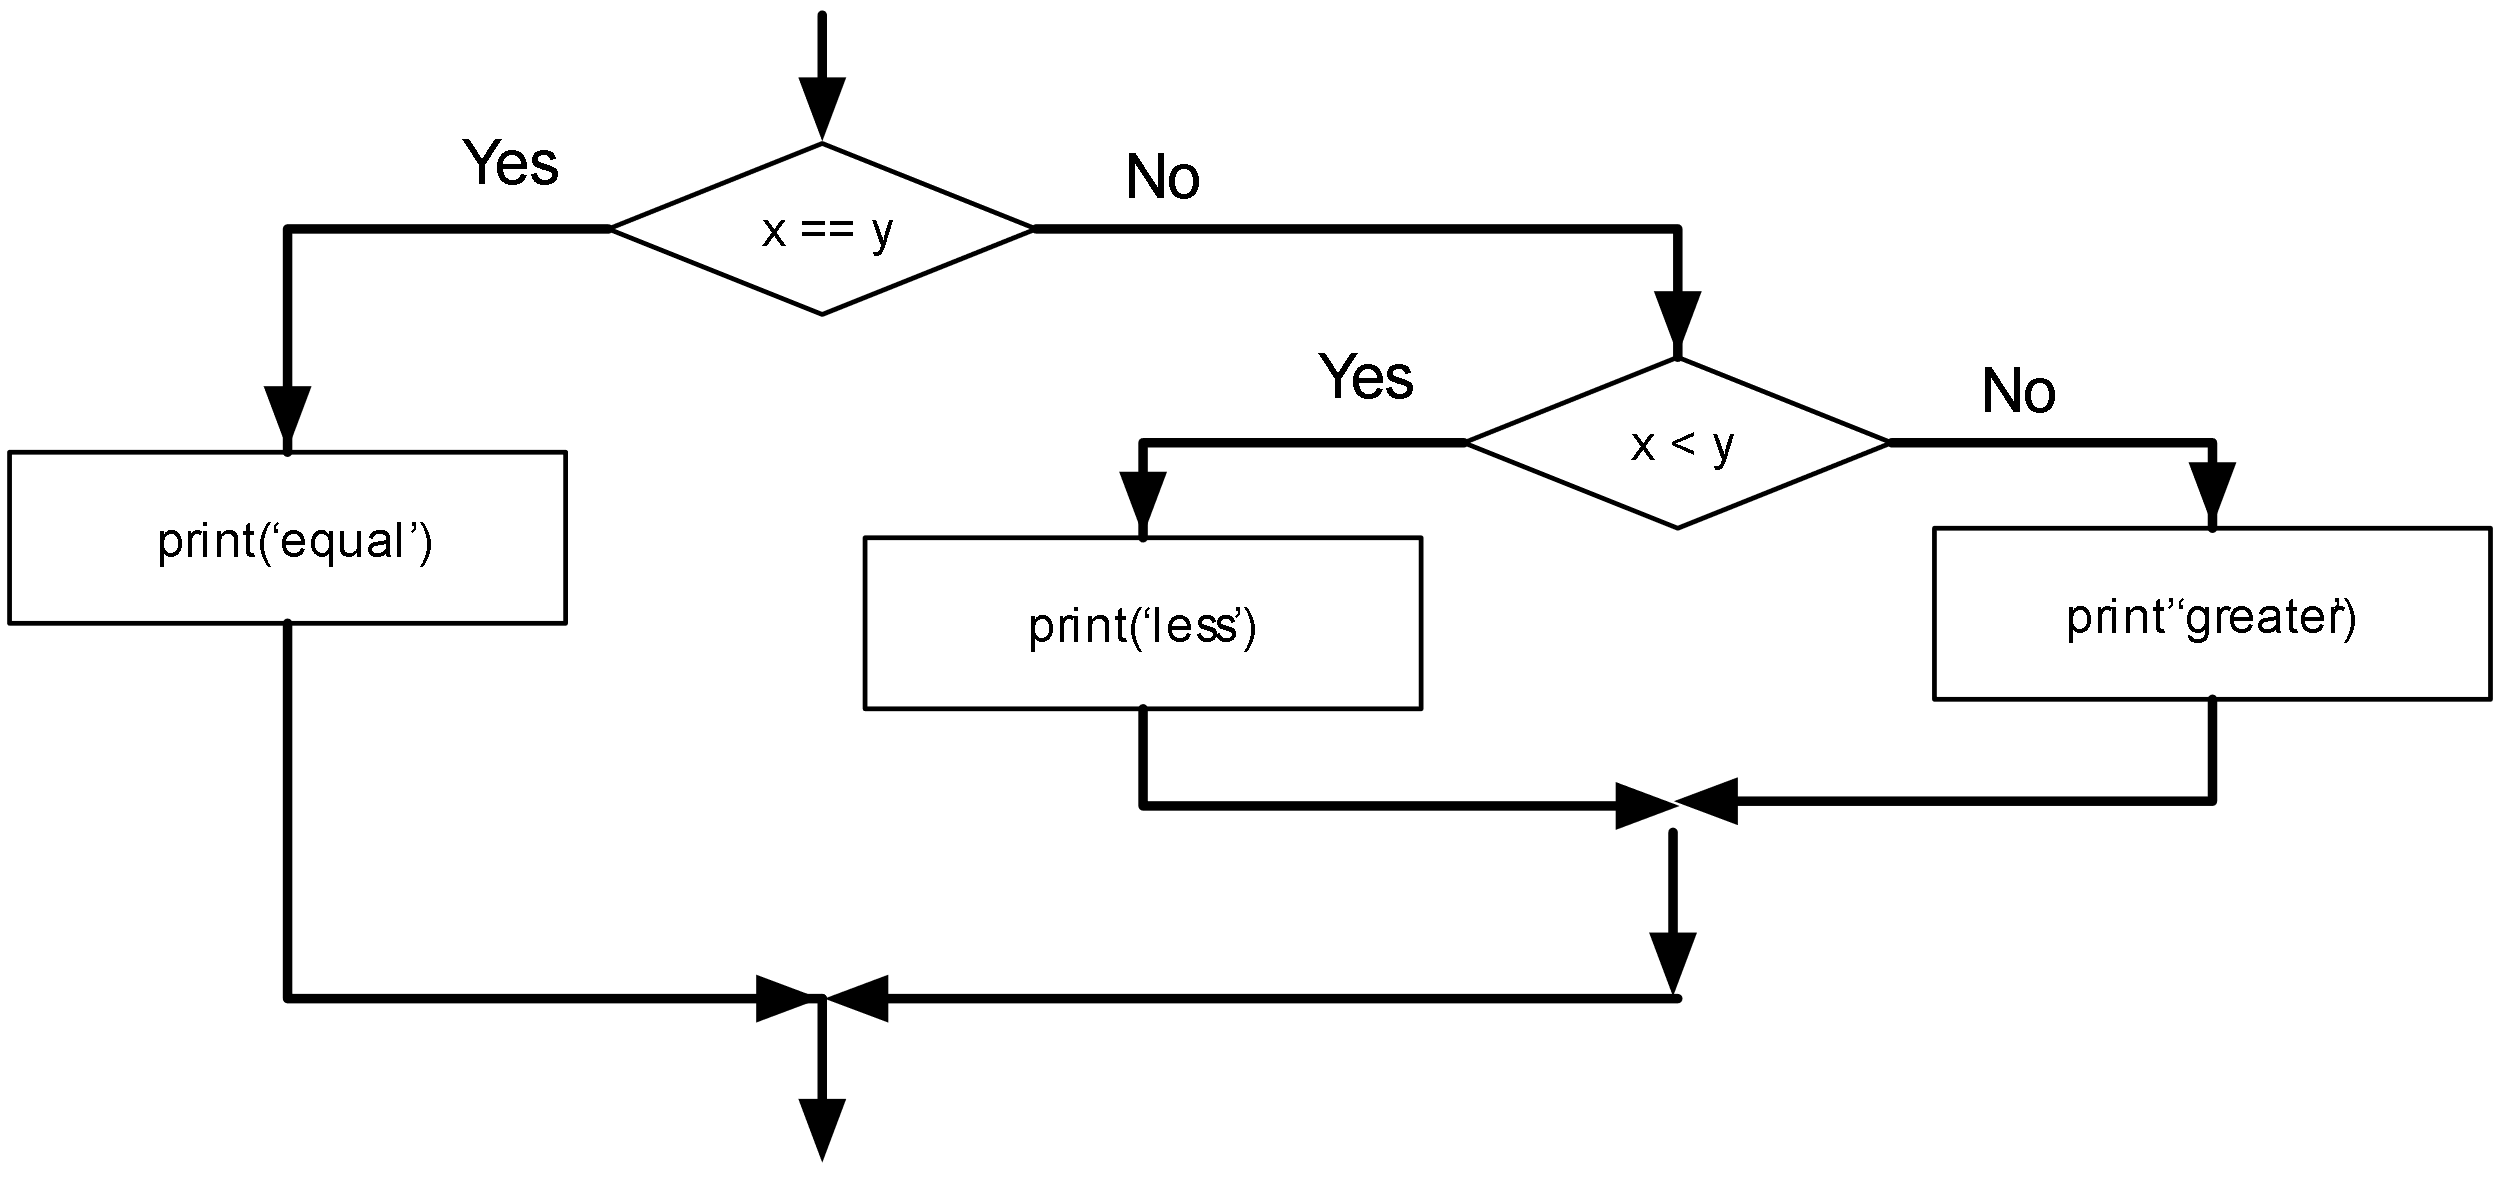 Yes
No
x == y
Yes
No
x < y
print(‘equal’)
print(‘less’)
print’‘greater’)